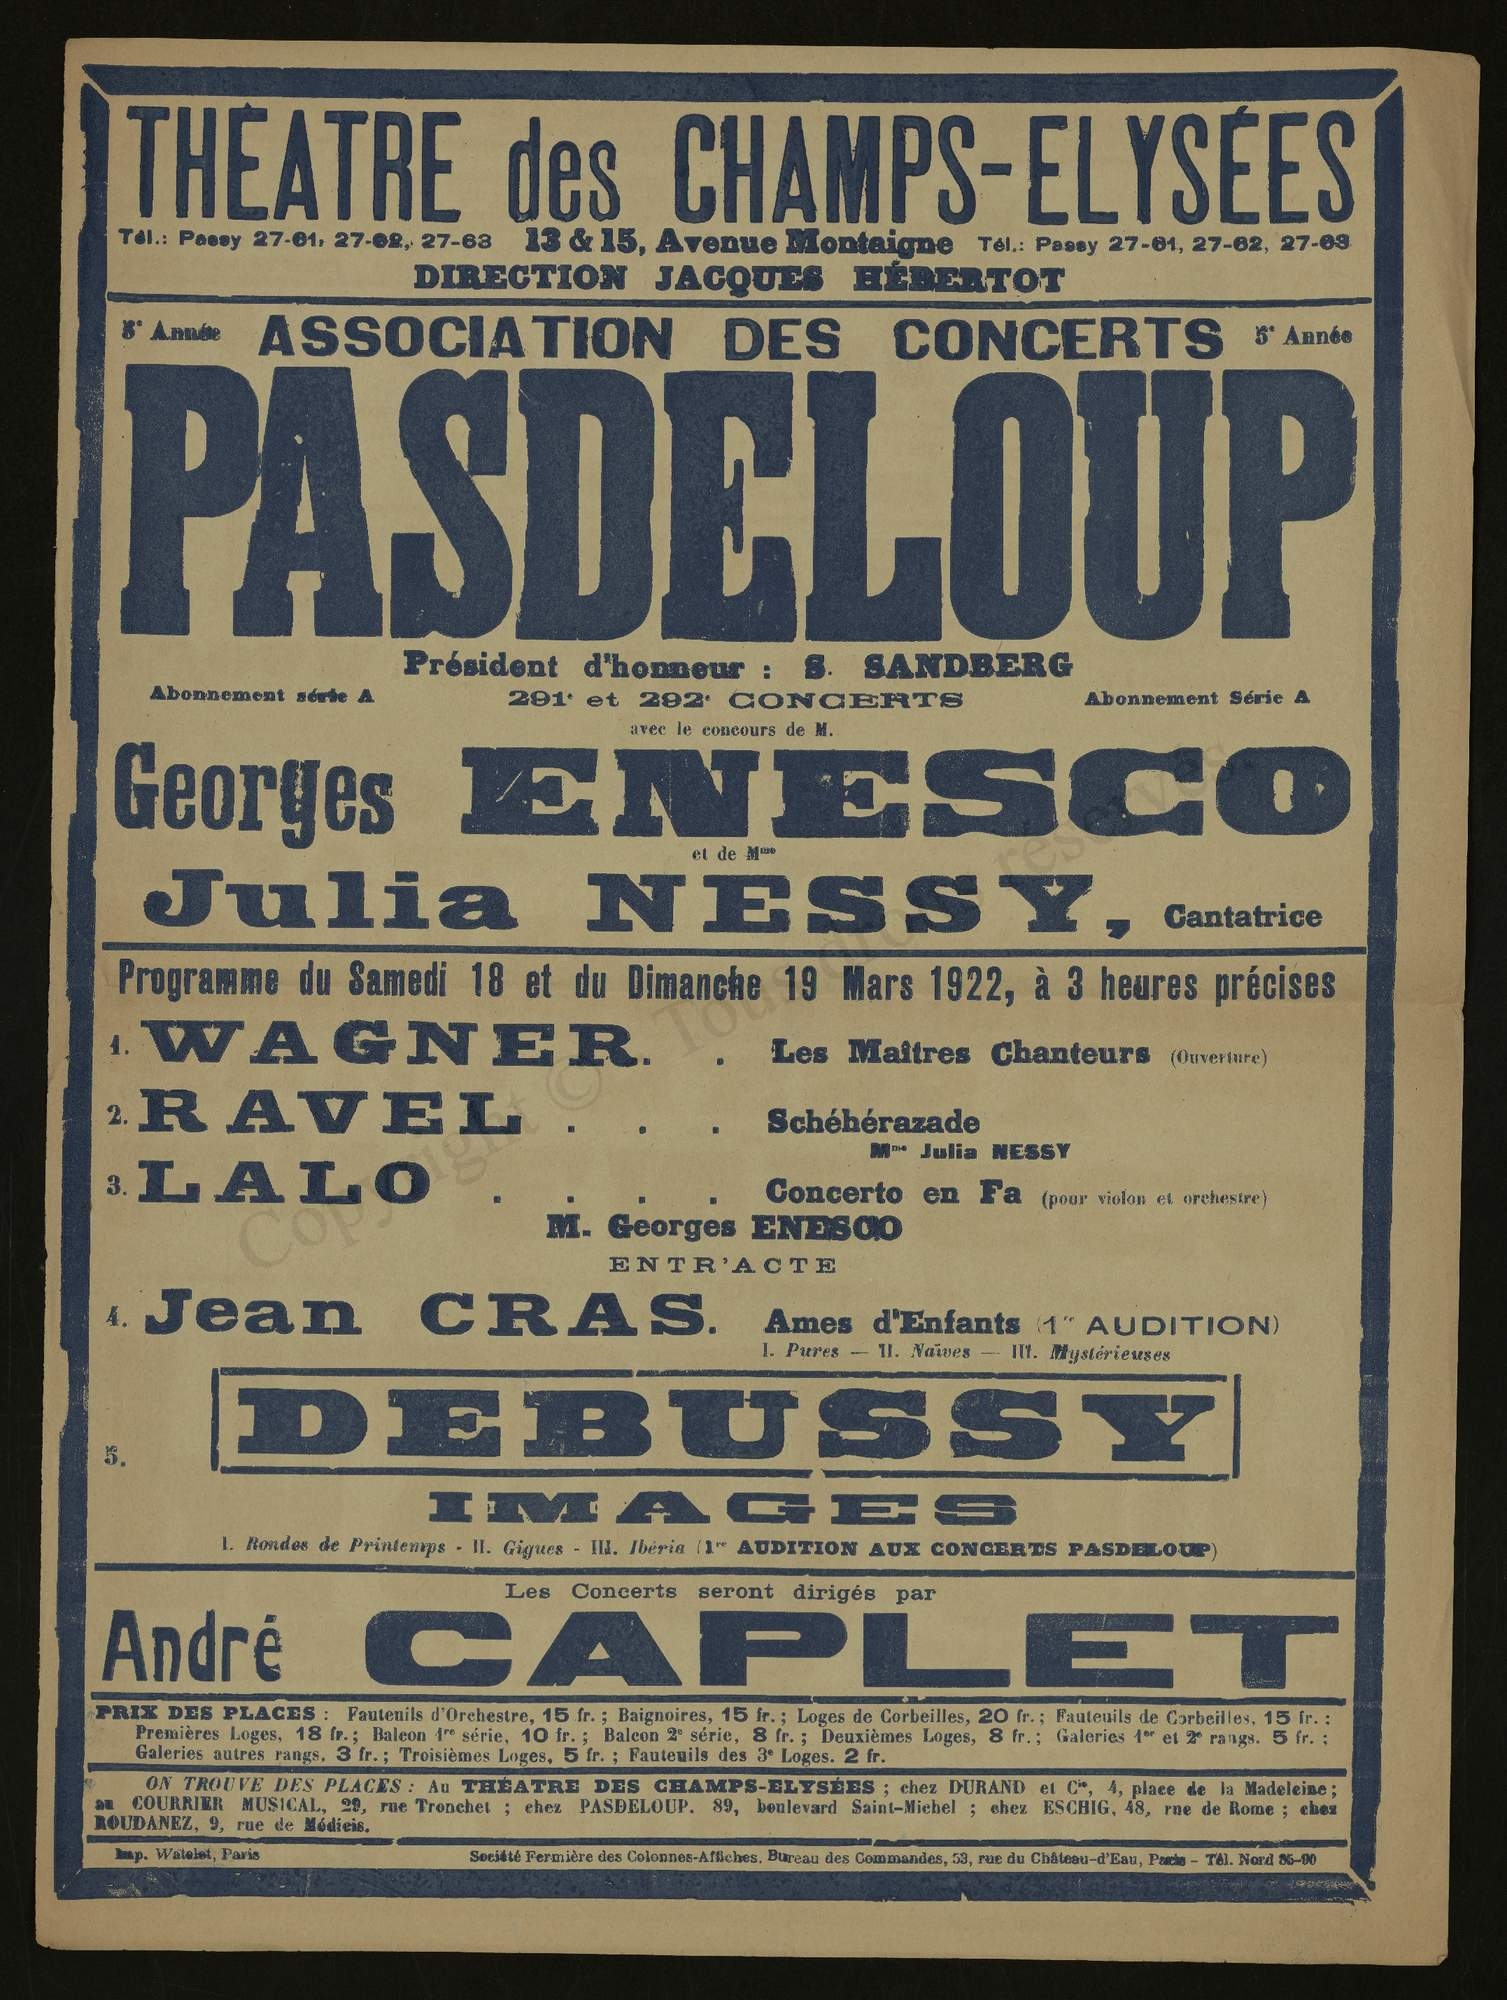 THÉATRE des CHAMPS-ELYSÉES
Tél.: Passy 27-61, 27-62, 27-63 13 & 15, Avenue Montaigne Tél.: Passy 27-61, 27-62, 27-63
DIRECTION JACQUES HÉBERTOT
5e Année ASSOCIATION DES CONCERTS 5e Année
PASDELOUP
Président d'honneur : S. SANDBERG
Abonnement série A 291e et 292e CONCERTS Abonnement Série A
avec le concours de M.
Georges ENESCO
et de Mme
Julia NESSY, Cantatrice
Programme du Samedi 18 et du Dimanche 19 Mars 1922, à 3 heures précises
1. WAGNER. . Les Maîtres Chanteurs (Ouverture)
2. RAVEL . . . Schéhérazade
Mme Julia NESSY
3. LALO . . . . Concerto en Fa (pour violon et orchestre)
M. Georges ENESCO
ENTR'ACTE
4. Jean CRAS. Ames d'Enfants (1re AUDITION)
I. Pures — II. Naïves — III. Mystérieuses
5. DEBUSSY
IMAGES
I. Rondes de Printemps - II. Gigues - III. Ibéria (1re AUDITION AUX CONCERTS PASDELOUP)
Les Concerts seront dirigés par
André CAPLET
PRIX DES PLACES : Fauteuils d'Orchestre, 15 fr. ; Baignoires, 15 fr. ; Loges de Corbeilles, 20 fr. ; Fauteuils de Corbeilles, 15 fr. ;
Premières Loges, 18 fr. ; Balcon 1re série, 10 fr. ; Balcon 2e série, 8 fr. ; Deuxièmes Loges, 8 fr. ; Galeries 1er et 2e rangs. 5 fr. ;
Galeries autres rangs, 3 fr. ; Troisièmes Loges, 5 fr. ; Fauteuils des 3e Loges. 2 fr.
ON TROUVE DES PLACES : Au THÉATRE DES CHAMPS-ELYSÉES ; chez DURAND et Cie, 4, place de la Madeleine ;
au COURRIER MUSICAL, 29, rue Tronchet ; chez PASDELOUP. 89, boulevard Saint-Michel ; chez ESCHIG, 48, rue de Rome ; chez
ROUDANEZ, 9, rue de Médicis.
Imp. Watelet, Paris Société Fermière des Colonnes-Affiches. Bureau des Commandes, 53, rue du Château-d'Eau, Paris - Tél. Nord 35-90
Copyright © Tous droits réservés.